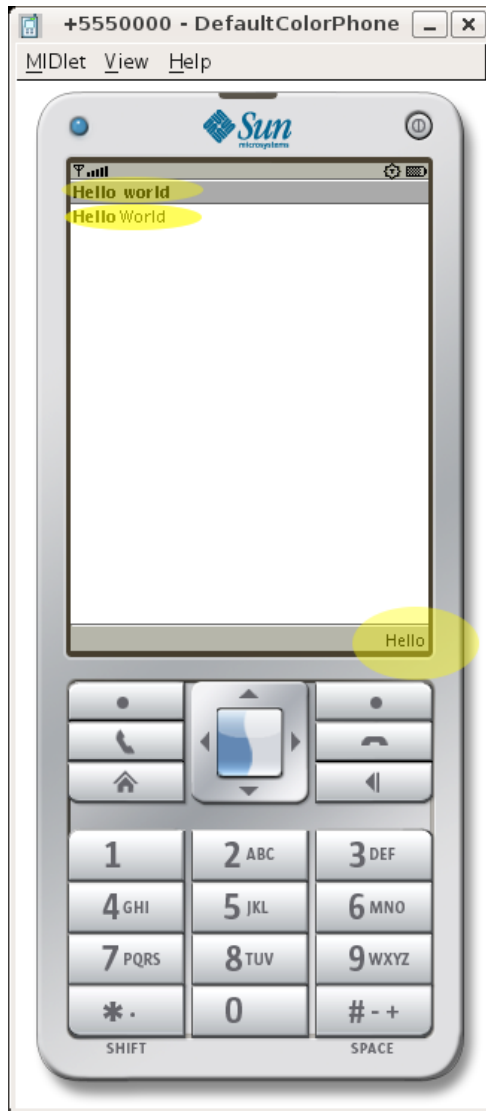 +5550000 - DefaultColorPhone
MIDlet View Help
Sun
microsystems
Hello world
Hello World
Hello
1 2 ABC 3 DEF
4 GHI 5 JKL 6 MNO
7 PQRS 8 TUV 9 WXYZ
* . 0 # - +
SHIFT SPACE